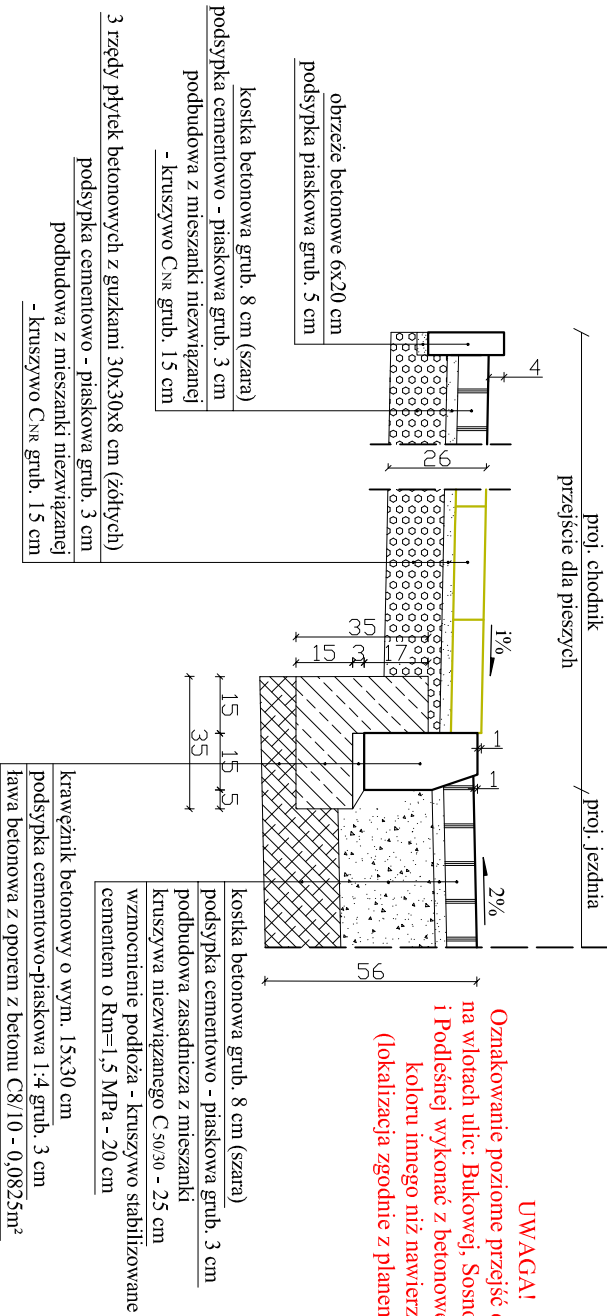 obrzeże betonowe 6x20 cm
podsypka piaskowa grub. 5 cm
kostka betonowa grub. 8 cm (szara)
podsypka cementowo - piaskowa grub. 3 cm
podbudowa z mieszanki niezwiązanej
- kruszywo CNR grub. 15 cm
3 rzędy płytek betonowych z guzkami 30x30x8 cm (żółtych)
podsypka cementowo - piaskowa grub. 3 cm
podbudowa z mieszanki niezwiązanej
- kruszywo CNR grub. 15 cm
proj. chodnik
przejście dla pieszych
proj. jezdnia
4
26
i%
2%
1
1
35
15
3
17
15
15
5
35
56
kostka betonowa grub. 8 cm (szara)
podsypka cementowo - piaskowa grub. 3 cm
podbudowa zasadnicza z mieszanki
kruszywa niezwiązanego C 50/30 - 25 cm
wzmocnienie podłoża - kruszywo stabilizowane
cementem o Rm=1,5 MPa - 20 cm
krawężnik betonowy o wym. 15x30 cm
podsypka cementowo-piaskowa 1:4 grub. 3 cm
ława betonowa z oporem z betonu C8/10 - 0,0825m²
UWAGA!
Oznakowanie poziome przejść
na wlotach ulic: Bukowej,
i Podleśnej wykonać z
koloru innego niż
(lokalizacja zgodnie z